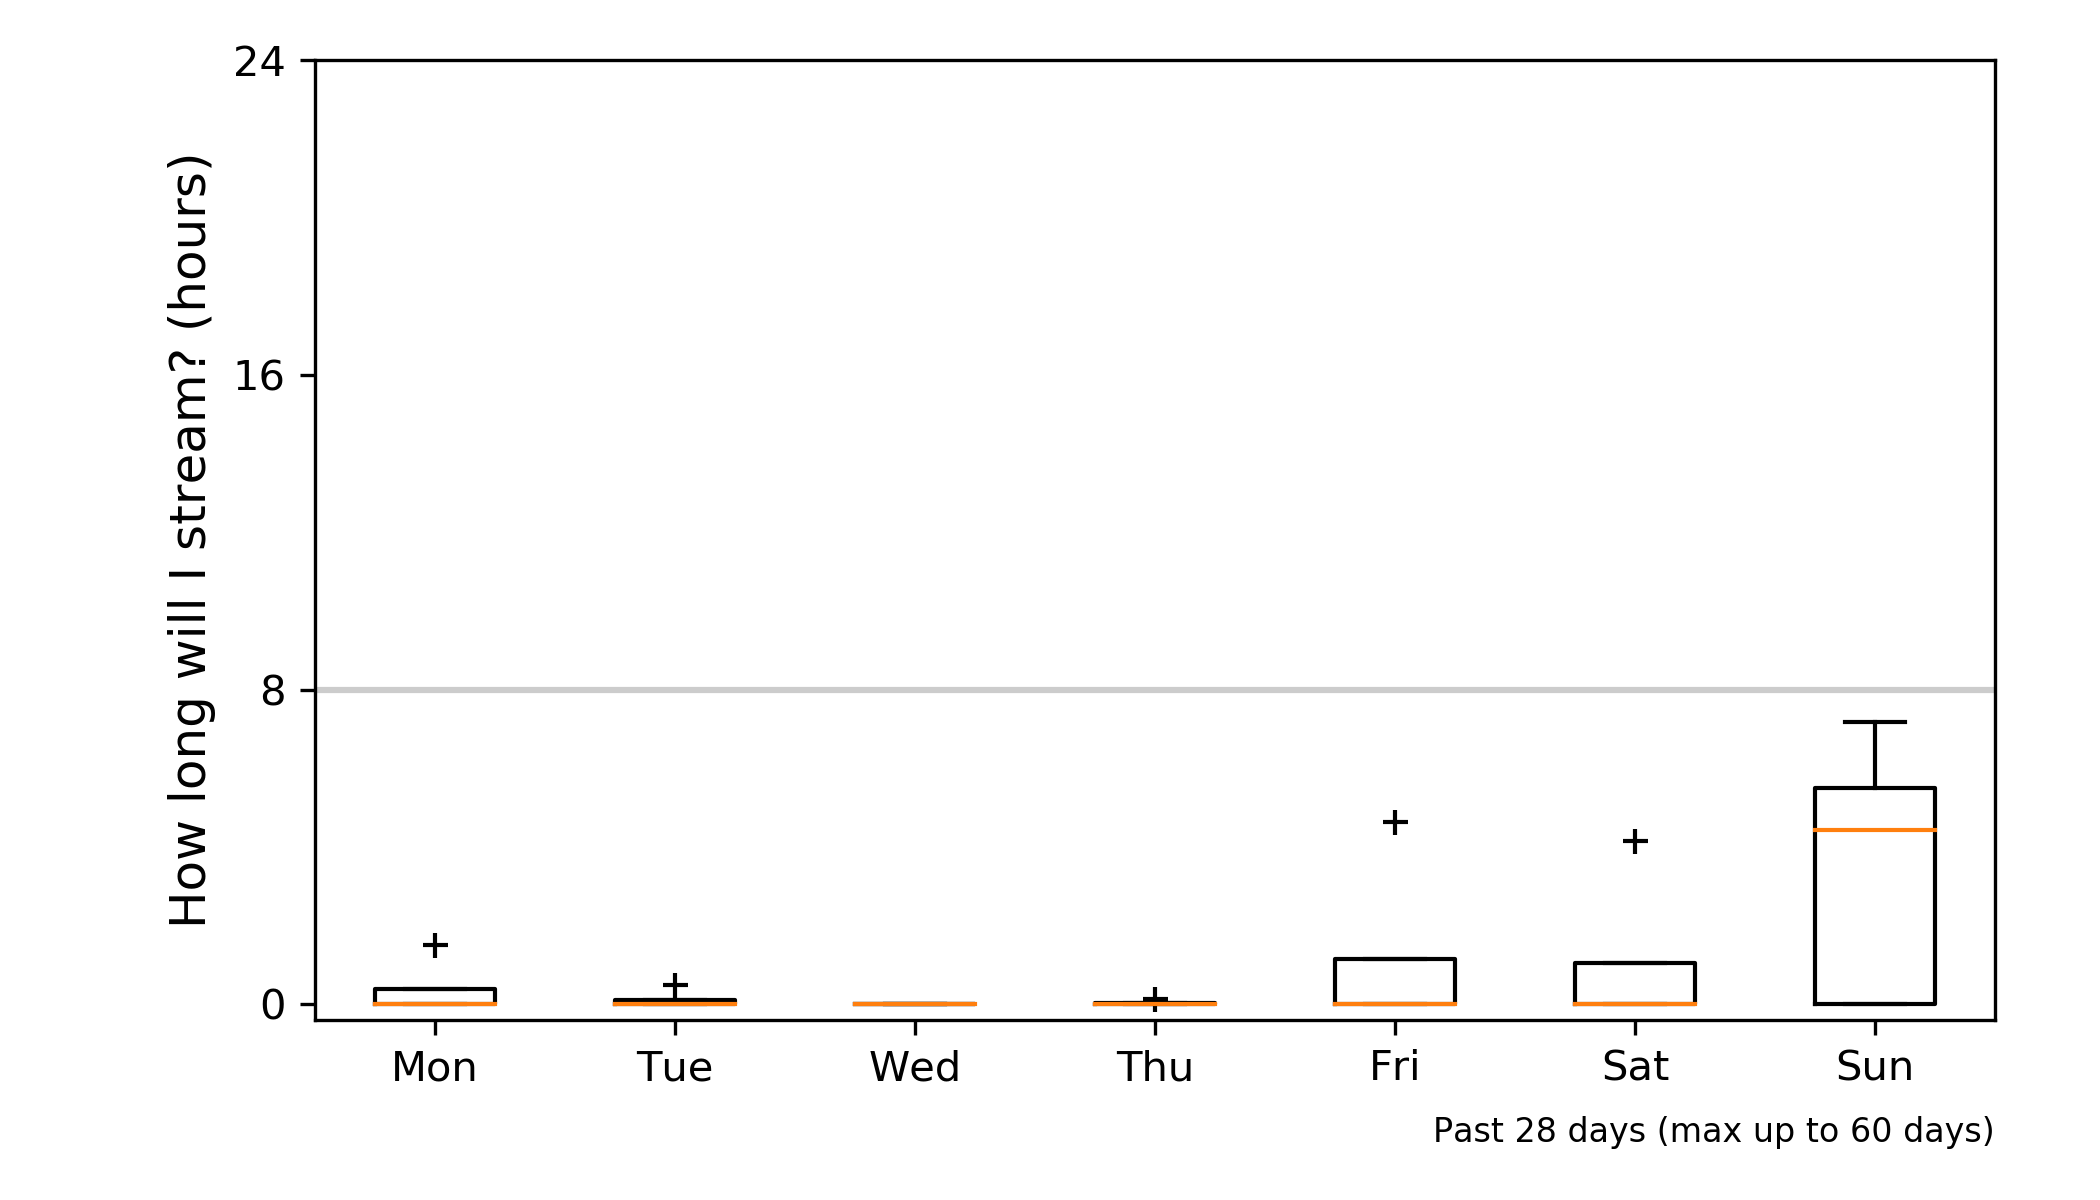 How long will I stream? (hours)
24
16
8
0
Mon Tue Wed Thu Fri Sat Sun
Past 28 days (max up to 60 days)